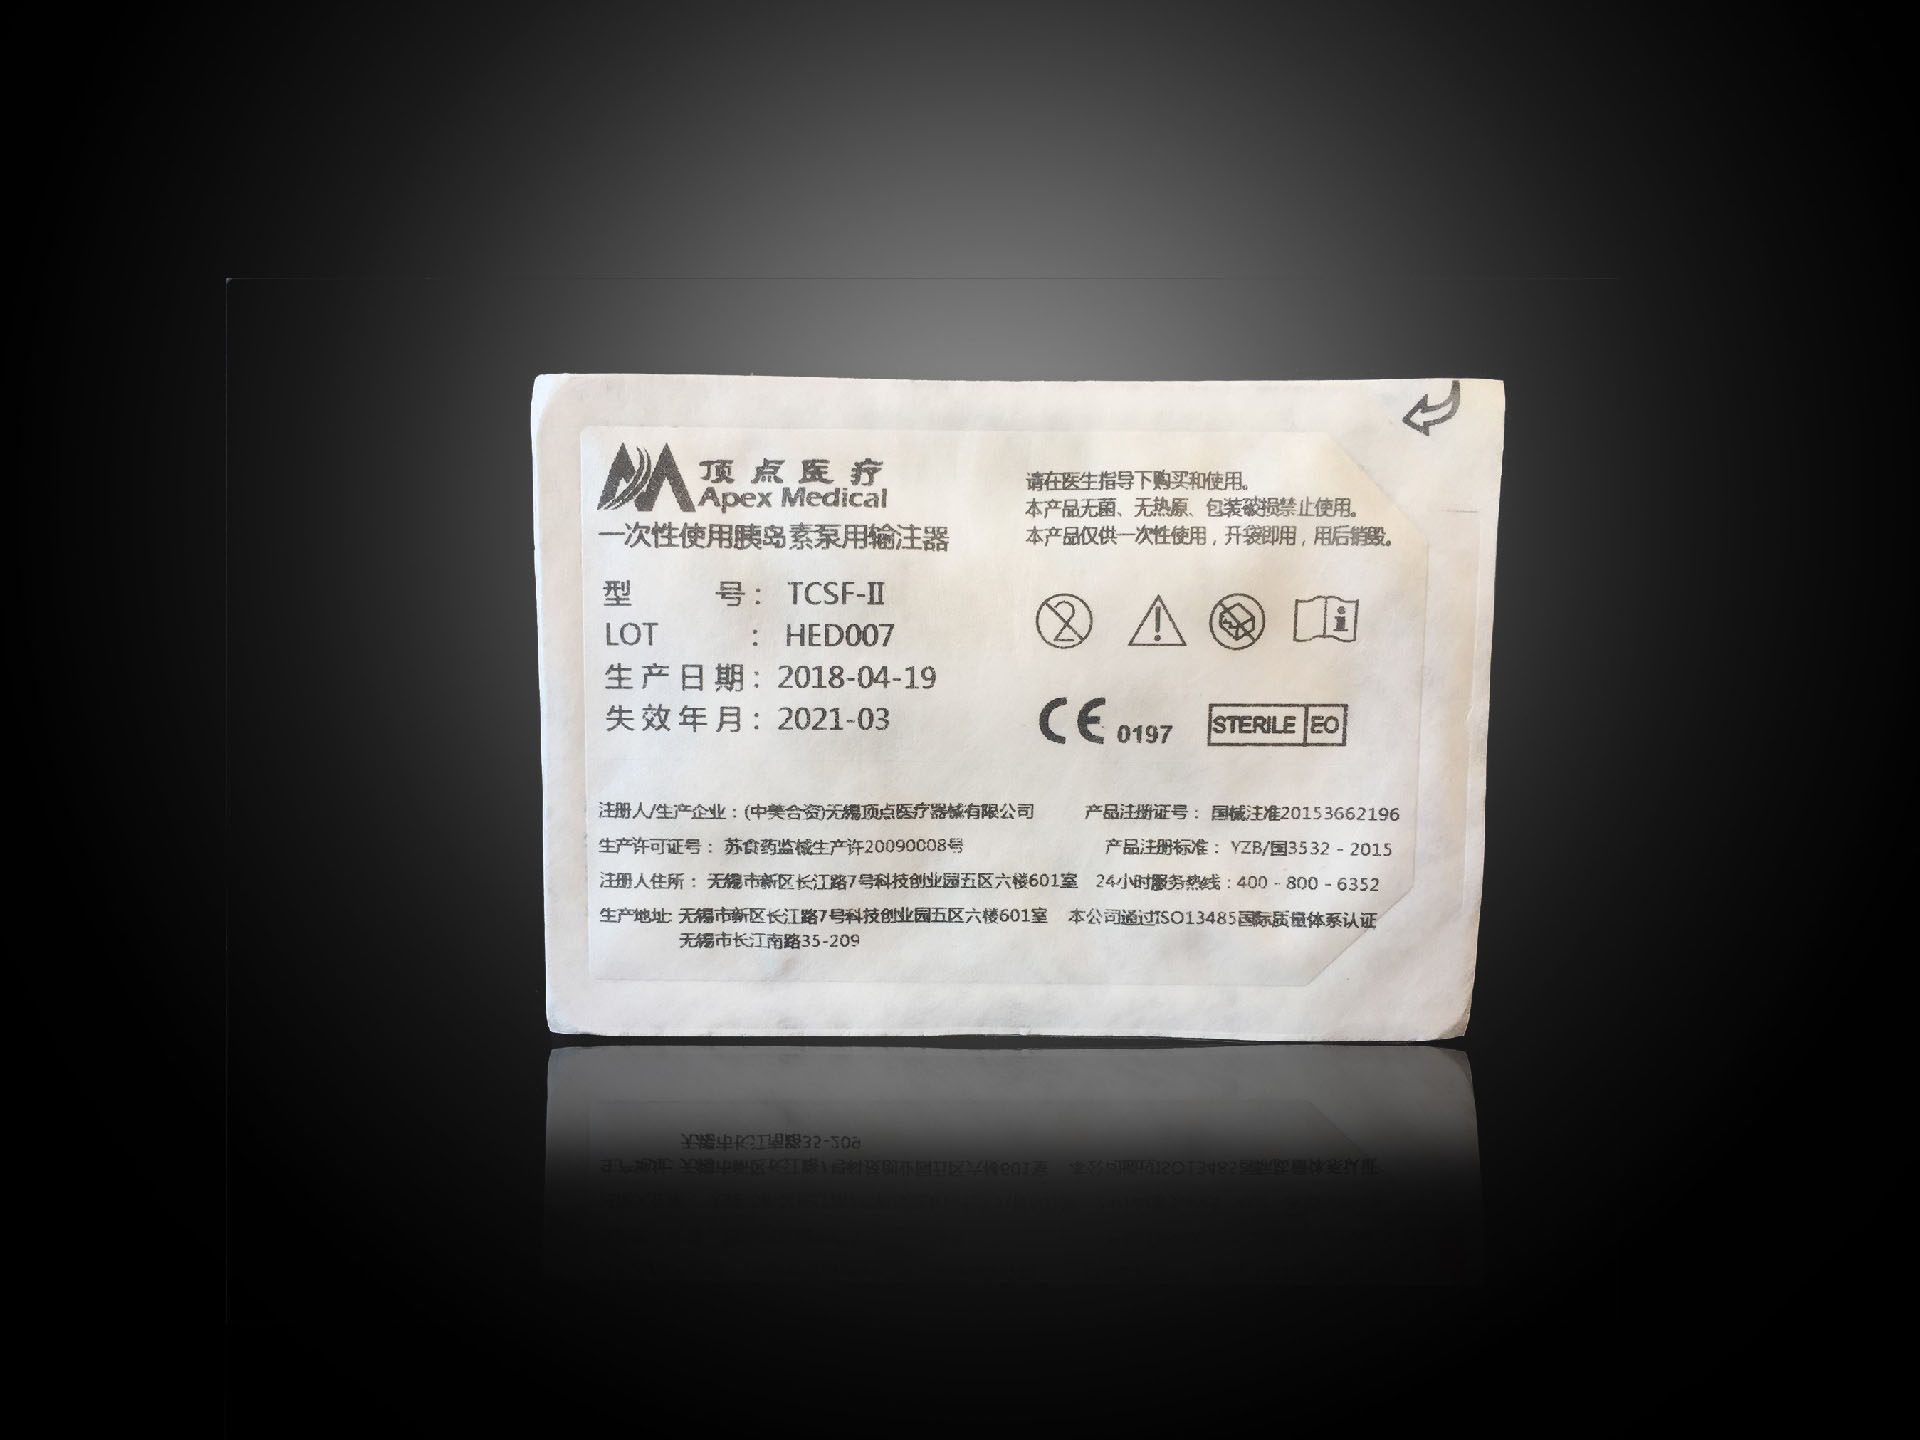 顶点医疗
Apex Medical
一次性使用胰岛素泵用输注器
型号： TCSF-Ⅱ
LOT ： HED007
生产日期： 2018-04-19
失效年月： 2021-03
请在医生指导下购买和使用。
本产品无菌、无热原、包装破损禁止使用。
本产品仅供一次性使用，开袋即用，用后销毁。
2
CE 0197
STERILE EO
注册人/生产企业：(中美合资)无锡顶点医疗器械有限公司
生产许可证号： 苏食药监械生产许20090008号
注册人住所： 无锡市新区长江路7号科技创业园五区六楼601室
生产地址: 无锡市新区长江路7号科技创业园五区六楼601室
无锡市长江南路35-209
产品注册证号： 国械注准20153662196
产品注册标准： YZB/国3532 - 2015
24小时服务热线：400 - 800 - 6352
本公司通过ISO13485国际质量体系认证